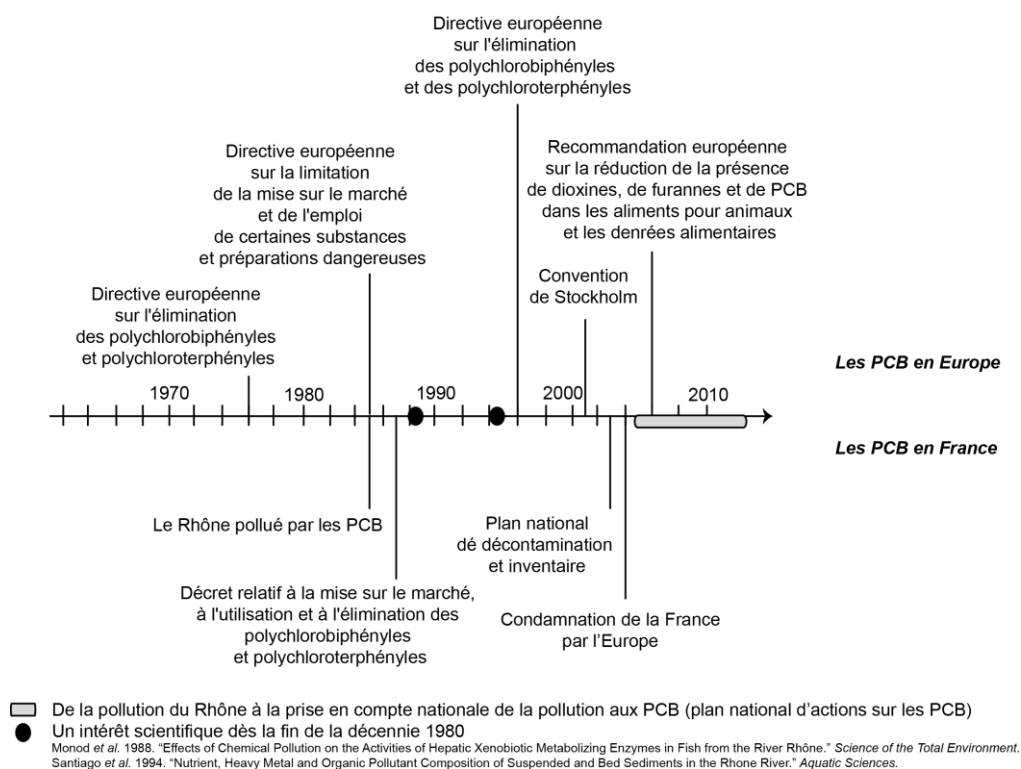 Directive européenne
sur l'élimination
des polychlorobiphényles
et des polychloroterphényles
Directive européenne
sur la limitation
de la mise sur le marché
et de l'emploi
de certaines substances
et préparations dangereuses
Recommandation européenne
sur la réduction de la présence
de dioxines, de furannes et de PCB
dans les aliments pour animaux
et les denrées alimentaires
Convention
de Stockholm
Directive européenne
sur l'élimination
des polychlorobiphényles
et polychloroterphényles
Les PCB en Europe
1970 1980 1990 2000 2010
Les PCB en France
Le Rhône pollué par les PCB
Décret relatif à la mise sur le marché,
à l'utilisation et à l'élimination des
polychlorobiphényles
et polychloroterphényles
Plan national
dé décontamination
et inventaire
Condamnation de la France
par l'Europe
De la pollution du Rhône à la prise en compte nationale de la pollution aux PCB (plan national d'actions sur les PCB)
Un intérêt scientifique dès la fin de la décennie 1980
Monod et al. 1988. “Effects of Chemical Pollution on the Activities of Hepatic Xenobiotic Metabolizing Enzymes in Fish from the River Rhône.” Science of the Total Environment.
Santiago et al. 1994. “Nutrient, Heavy Metal and Organic Pollutant Composition of Suspended and Bed Sediments in the Rhone River.” Aquatic Sciences.